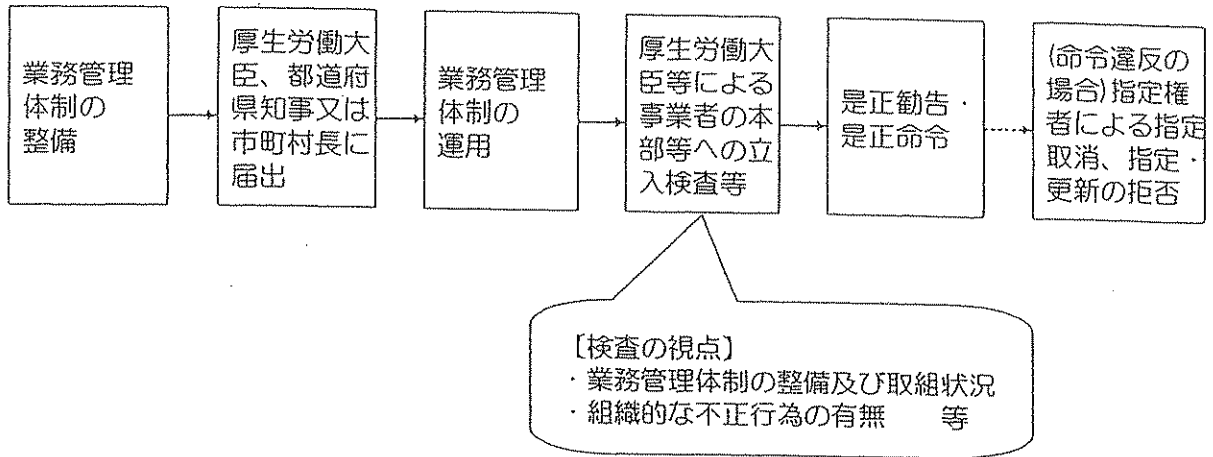 業務管理
体制の
整備
厚生労働大
臣、都道府
県知事又は
市町村長に
届出
業務管理
体制の
運用
厚生労働大
臣等による
事業者の本
部等への立
入検査等
是正勧告・
是正命令
(命令違反の
場合)指定権
者による指定
取消、指定・
更新の拒否
【検査の視点】
・業務管理体制の整備及び取組状況
・組織的な不正行為の有無　　等